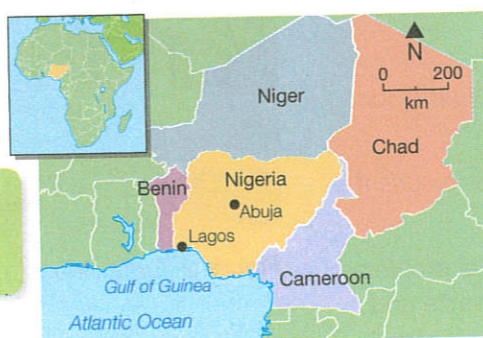 N
0 200
km
Niger
Chad
Benin
Nigeria
Abuja
Lagos
Cameroon
Gulf of Guinea
Atlantic Ocean